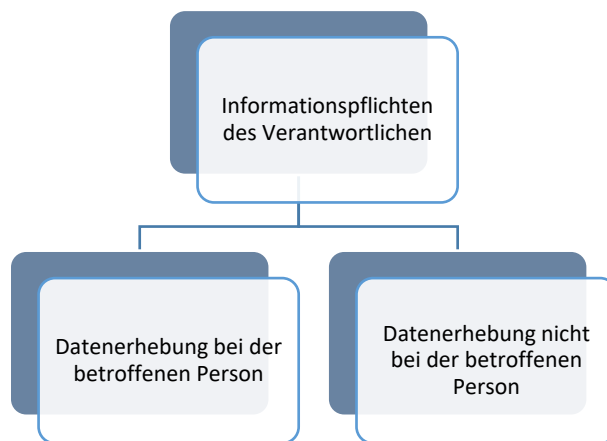 Informationspflichten
des Verantwortlichen
Datenerhebung bei der
betroffenen Person
Datenerhebung nicht
bei der betroffenen
Person